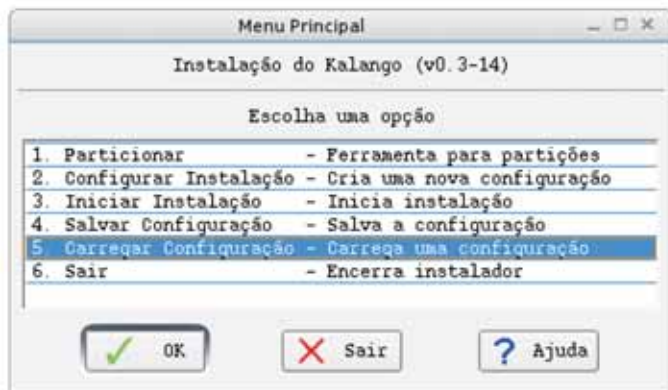 Menu Principal
Instalação do Kalango (v0.3-14)
Escolha uma opção
1. Particionar - Ferramenta para partições
2. Configurar Instalação - Cria uma nova configuração
3. Iniciar Instalação - Inicia instalação
4. Salvar Configuração - Salva a configuração
5. Carregar Configuração - Carrega uma configuração
6. Sair - Encerra instalador
OK Sair ? Ajuda